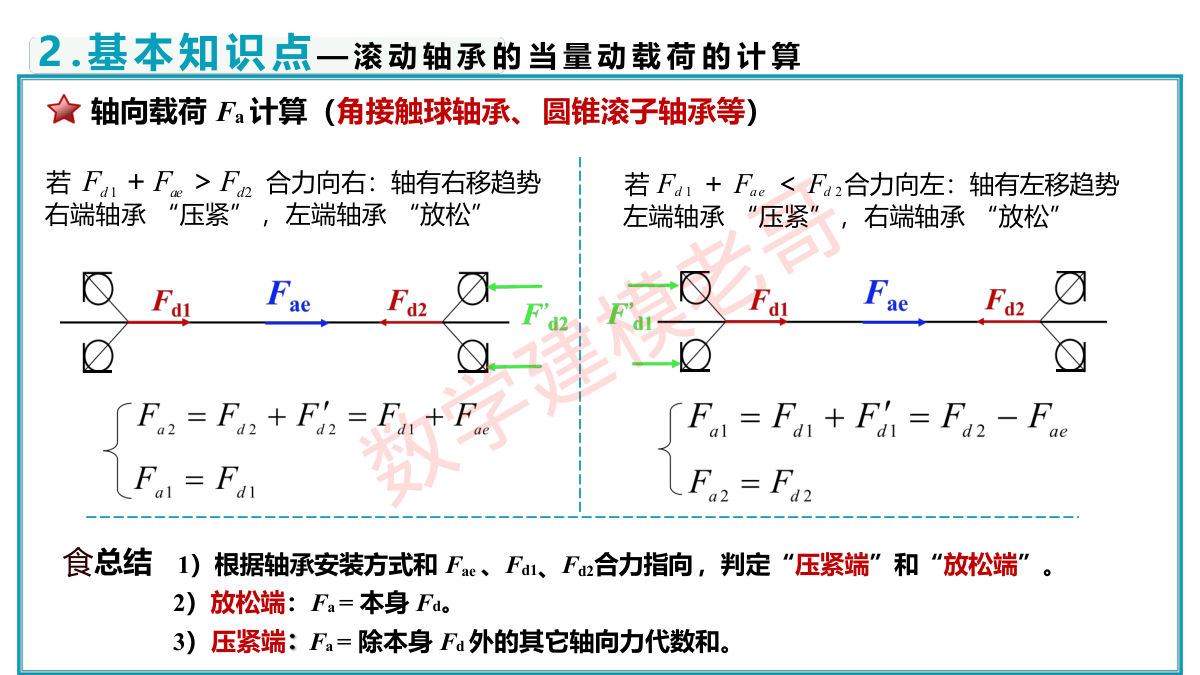 2.基本知识点—滚动轴承的当量动载荷的计算
轴向载荷 Fa 计算（角接触球轴承、圆锥滚子轴承等）
若 Fd1 + Fae > Fd2 合力向右：轴有右移趋势
右端轴承 “压紧” ，左端轴承 “放松”
若 Fd1 + Fae < Fd2合力向左：轴有左移趋势
左端轴承 “压紧” ，右端轴承 “放松”
Fd1 Fae Fd2 F’d2
F’d1 Fd1 Fae Fd2
Fa2 = Fd2 + F′d2 = Fd1 + Fae
Fa1 = Fd1
Fa1 = Fd1 + F′d1 = Fd2 − Fae
Fa2 = Fd2
数学建模老哥
食总结 1）根据轴承安装方式和 Fae 、Fd1、Fd2合力指向，判定“压紧端”和“放松端”。
2）放松端：Fa = 本身 Fd。
3）压紧端：Fa = 除本身 Fd 外的其它轴向力代数和。